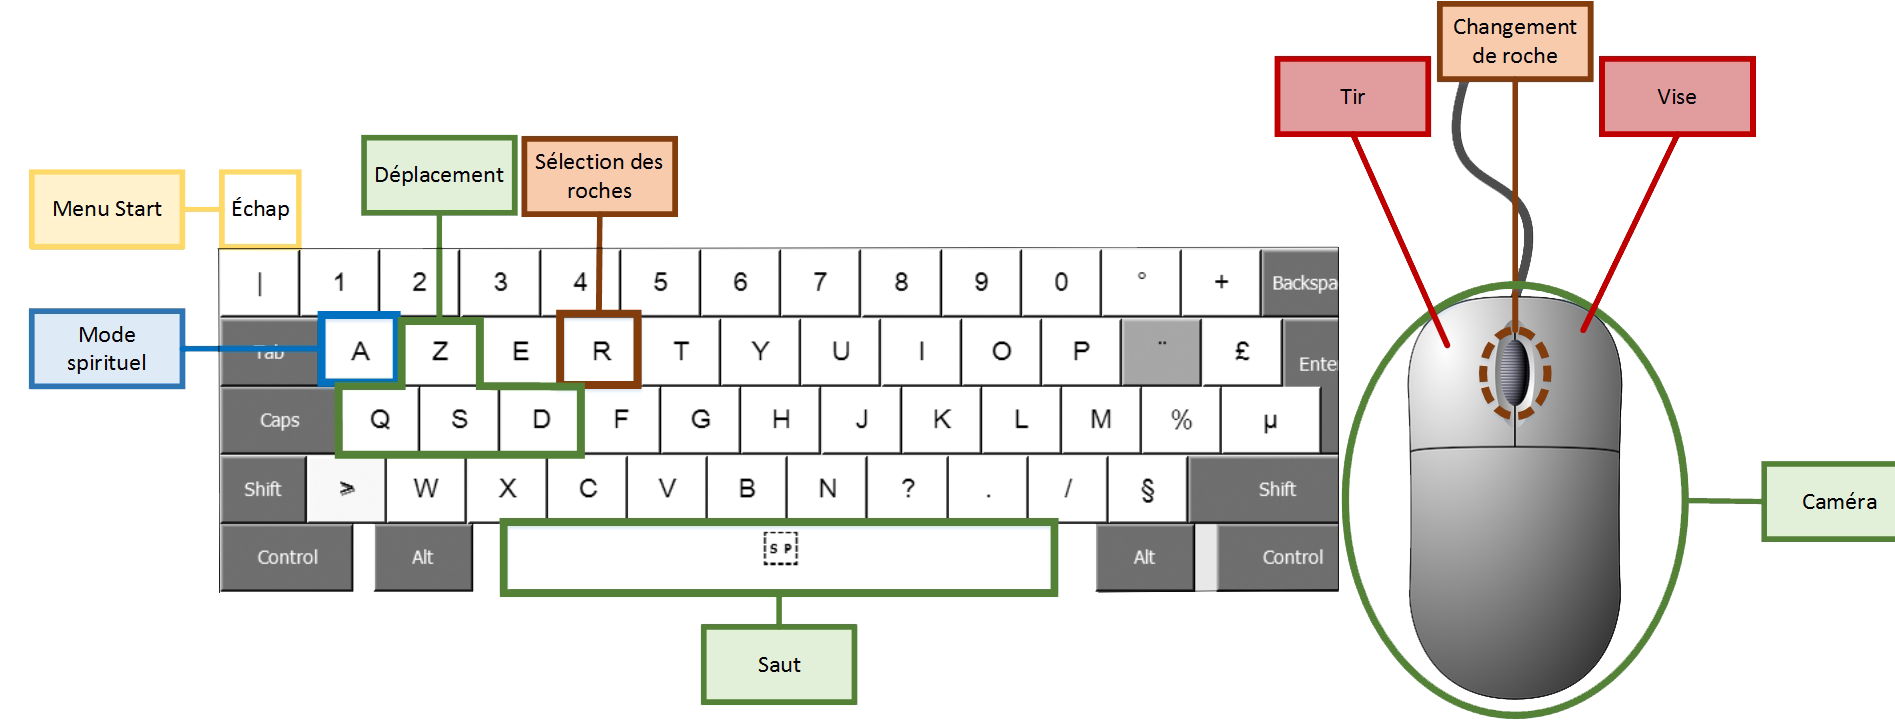 Changement
de roche
Tir
Vise
Déplacement
Sélection des
roches
Menu Start
Échap
| 1 2 3 4 5 6 7 8 9 0 ° + Backspa
Mode
spirituel
Tab A Z E R T Y U I O P ¨ £ Ente
Caps Q S D F G H J K L M % µ
Shift ≥ W X C V B N ? . / § Shift
Caméra
Control Alt SP Alt Control
Saut